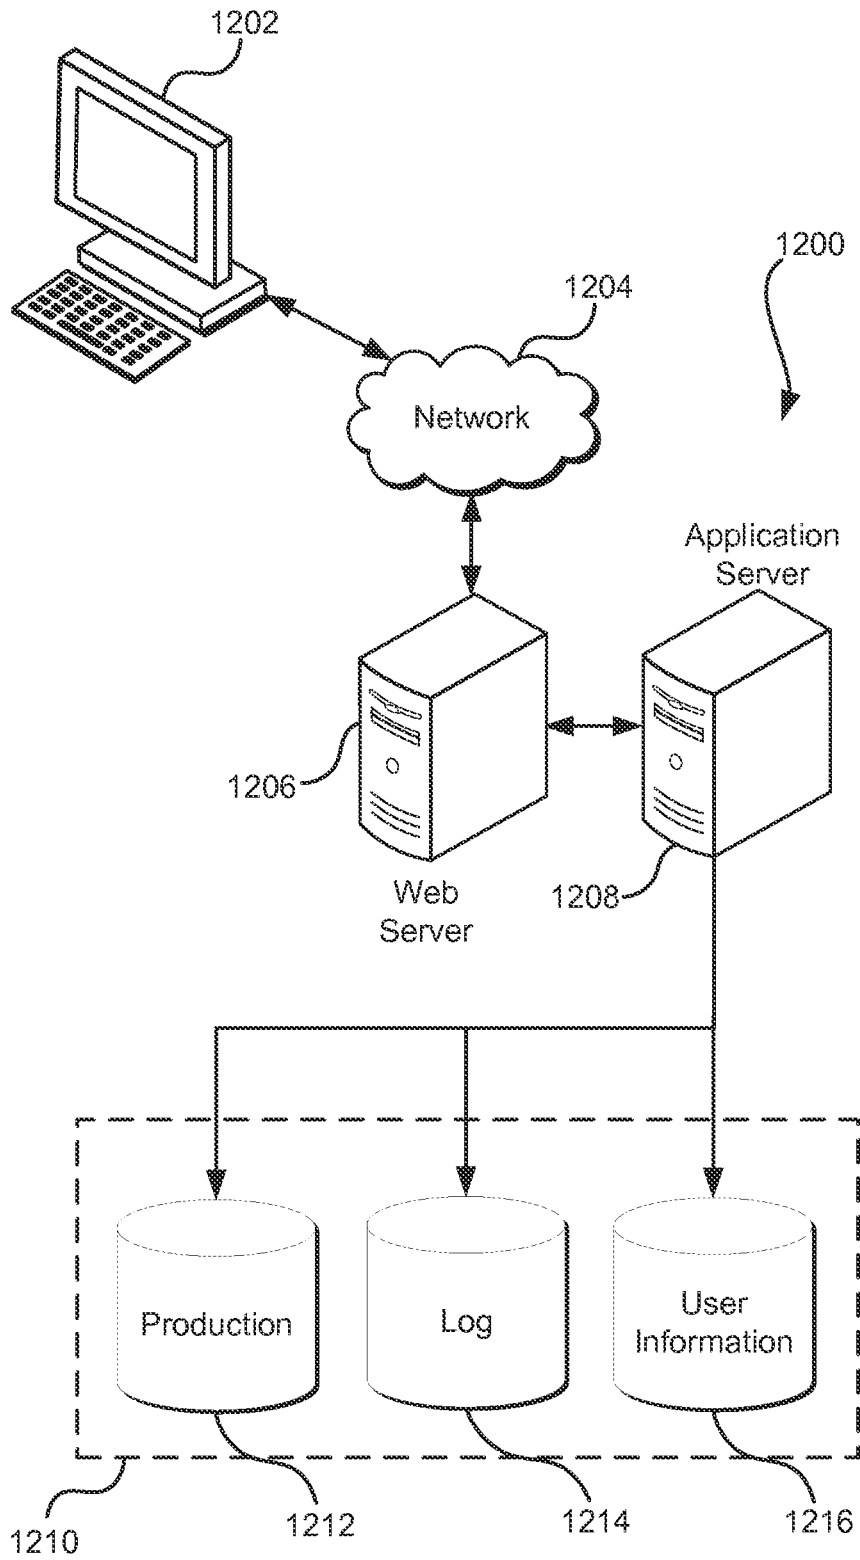 1202
1200
1204
Network
Application
Server
1206
1208
Web
Server
Production
Log
User
Information
1210
1212
1214
1216